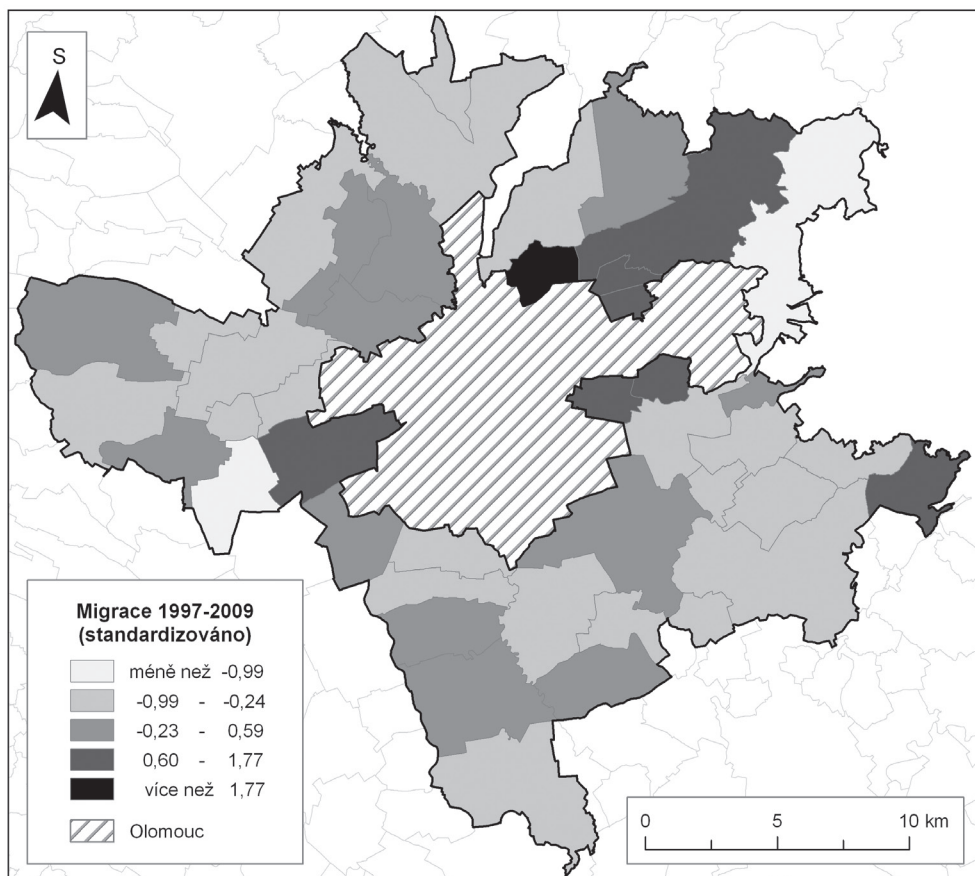 S
Migrace 1997-2009
(standardizováno)
méně než -0,99
-0,99 - -0,24
-0,23 - 0,59
0,60 - 1,77
více než 1,77
Olomouc
0 5 10 km